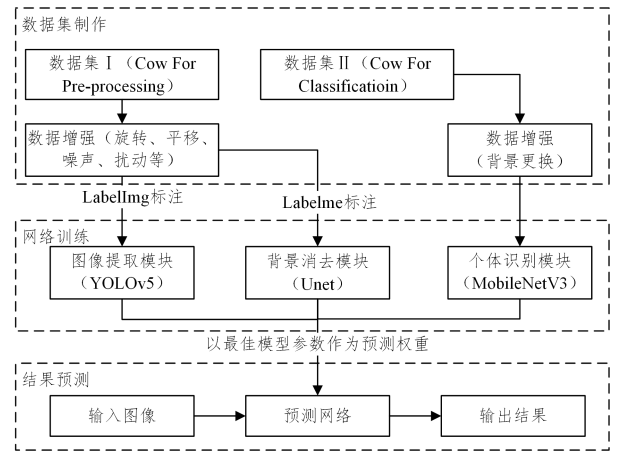 数据集制作
数据集Ⅰ（Cow For
Pre-processing）
数据集Ⅱ（Cow For
Classificatioin）
数据增强（旋转、平移、
噪声、扰动等）
数据增强
（背景更换）
LabelImg标注
Labelme标注
网络训练
图像提取模块
（YOLOv5）
背景消去模块
（Unet）
个体识别模块
（MobileNetV3）
以最佳模型参数作为预测权重
结果预测
输入图像
预测网络
输出结果